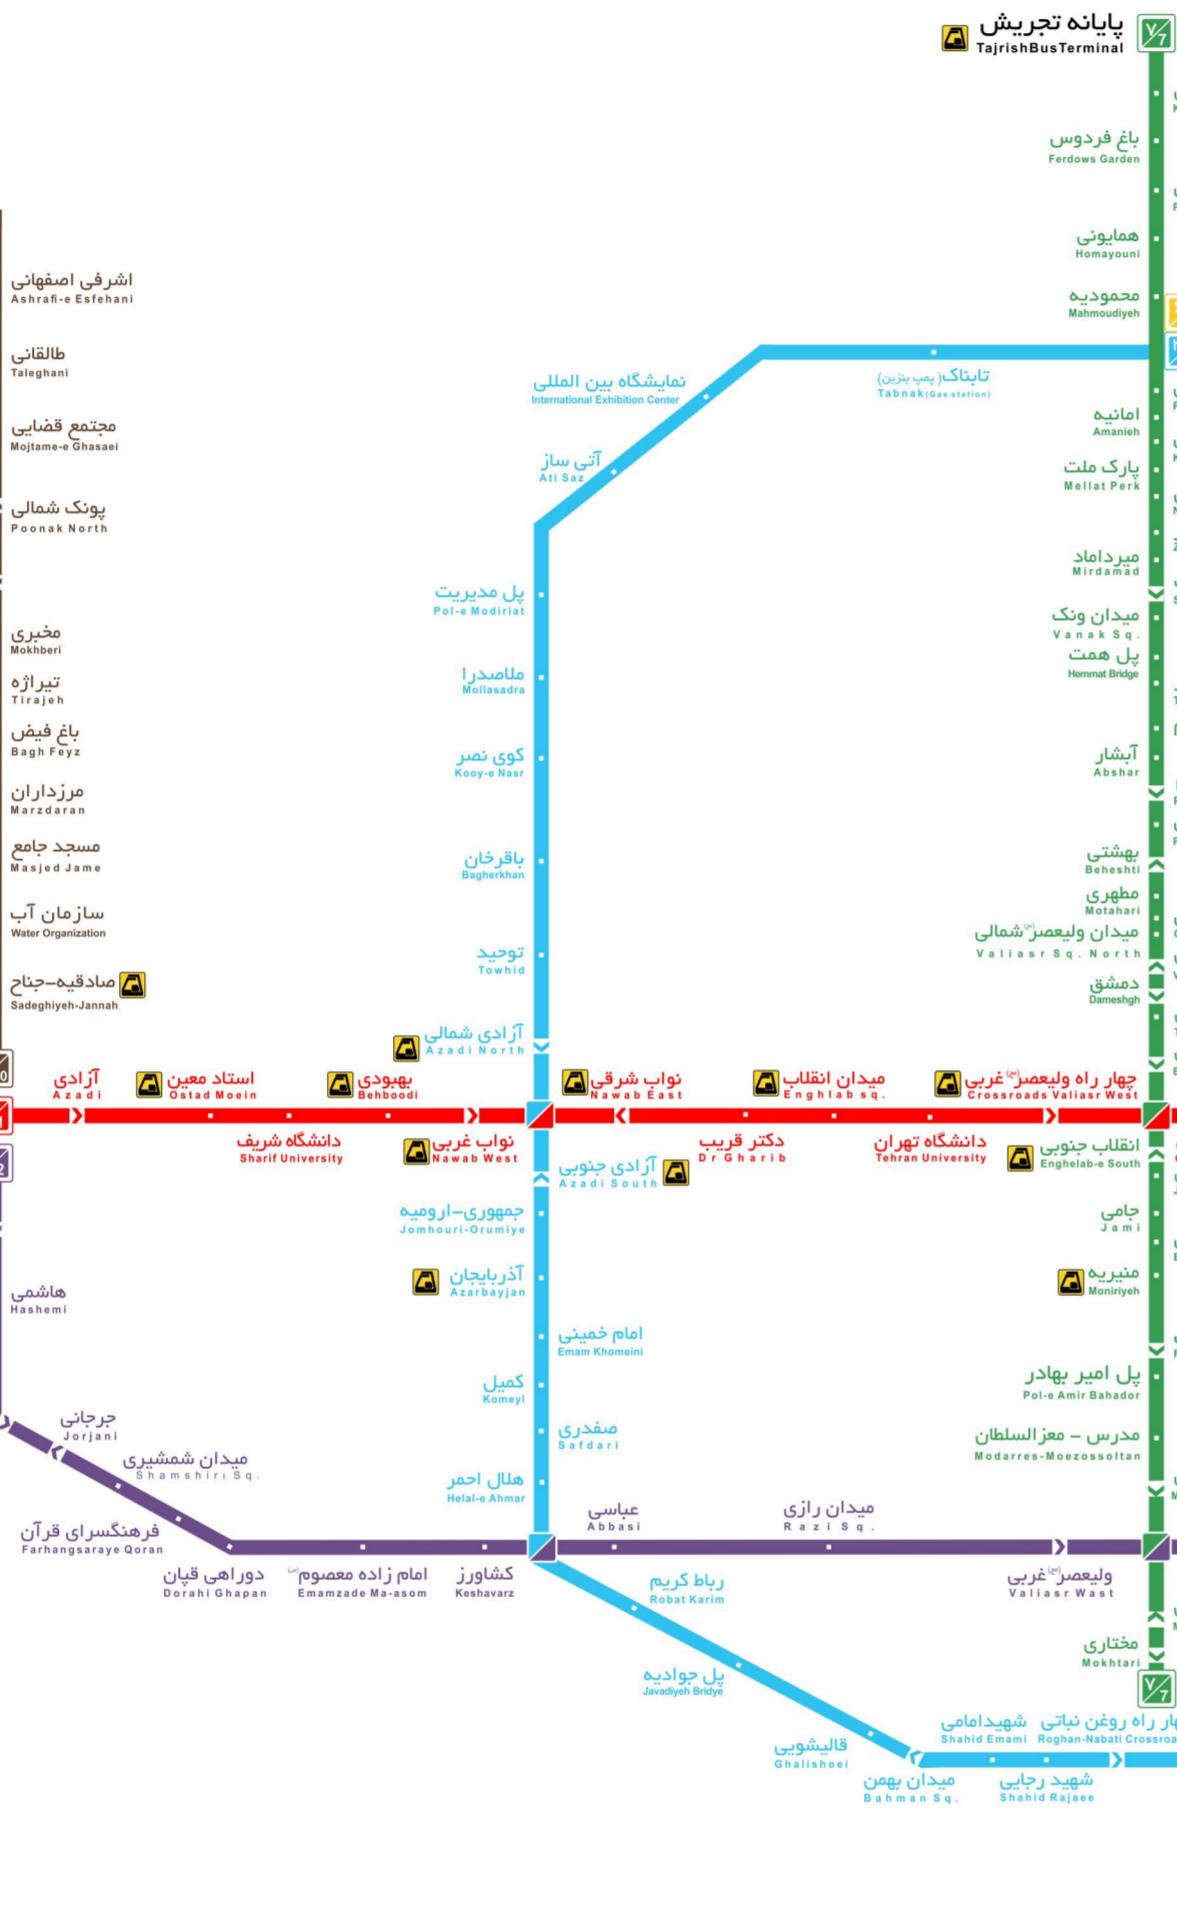 پایانه تجریش
TajrishBusTerminal
۷/7
باغ فردوس
Ferdows Garden
همایونی
Homayouni
محمودیه
Mahmoudiyeh
اشرفی اصفهانی
Ashrafi-e Esfehani
طالقانی
Taleghani
مجتمع قضایی
Mojtame-e Ghasaei
پونک شمالی
Poonak North
مخبری
Mokhberi
تیراژه
Tirajeh
باغ فیض
Bagh Feyz
مرزداران
Marzdaran
مسجد جامع
Masjed Jame
سازمان آب
Water Organization
صادقیه–جناح
Sadeghiyeh-Jannah
نمایشگاه بین المللی
International Exhibition Center
تابناک( پمپ بنزین)
Tabnak(Gas station)
آتی ساز
Ati Saz
پل مدیریت
Pol-e Modiriat
ملاصدرا
Mollasadra
کوی نصر
Kooy-e Nasr
باقرخان
Bagherkhan
توحید
Towhid
آزادی شمالی
Azadi North
امانیه
Amanieh
پارک ملت
Mellat Perk
میرداماد
Mirdamad
میدان ونک
Vanak Sq.
پل همت
Hemmat Bridge
آبشار
Abshar
بهشتی
Beheshti
مطهری
Motahari
میدان ولیعصر(عج)شمالی
Valiasr Sq. North
دمشق
Dameshgh
آزادی
Azadi
استاد معین
Ostad Moein
بهبودی
Behboodi
نواب شرقی
Nawab East
میدان انقلاب
Enghlab sq.
چهار راه ولیعصر(عج) غربی
Crossroads Valiasr West
دانشگاه شریف
Sharif University
نواب غربی
Nawab West
دکتر قریب
Dr Gharib
دانشگاه تهران
Tehran University
انقلاب جنوبی
Enghelab-e South
آزادی جنوبی
Azadi South
جمهوری–ارومیه
Jomhouri-Orumiye
جامی
Jami
آذربایجان
Azarbayjan
منیریه
Moniriyeh
هاشمی
Hashemi
امام خمینی
Emam Khomeini
کمیل
Komeyl
پل امیر بهادر
Pol-e Amir Bahador
جرجانی
Jorjani
صفدری
Safdari
مدرس – معزالسلطان
Modarres-Moezossoltan
میدان شمشیری
Shamshiri Sq.
هلال احمر
Helal-e Ahmar
عباسی
Abbasi
میدان رازی
Razi Sq.
فرهنگسرای قرآن
Farhangsaraye Qoran
دوراهی قپان
Dorahi Ghapan
امام زاده معصوم
Emamzade Ma-asom
کشاورز
Keshavarz
رباط کریم
Robat Karim
ولیعصر(عج)غربی
Valiasr Wast
مختاری
Mokhtari
پل جوادیه
Javadiyeh Bridye
۷/7
قالیشویی
Ghalishoei
شهیدامامی
Shahid Emami
راه روغن نباتی
Roghan-Nabati
میدان بهمن
Bahman Sq.
شهید رجایی
Shahid Rajaee